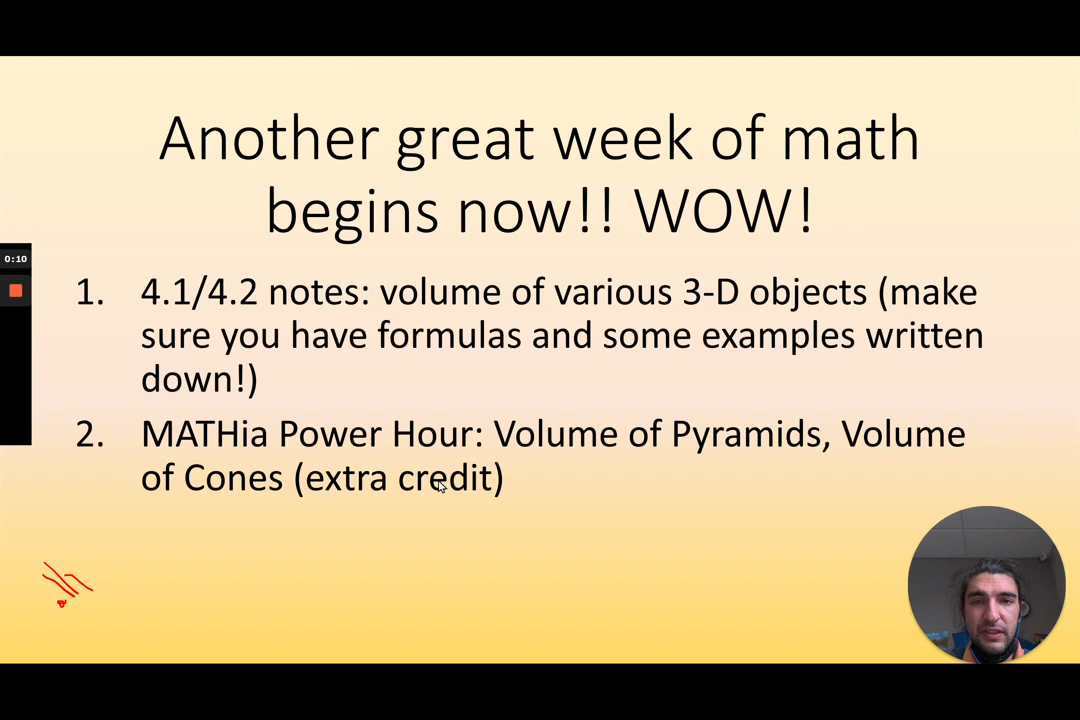 Another great week of math
begins now!! WOW!
0:10
1. 4.1/4.2 notes: volume of various 3-D objects (make
sure you have formulas and some examples written
down!)
2. MATHia Power Hour: Volume of Pyramids, Volume
of Cones (extra credit)